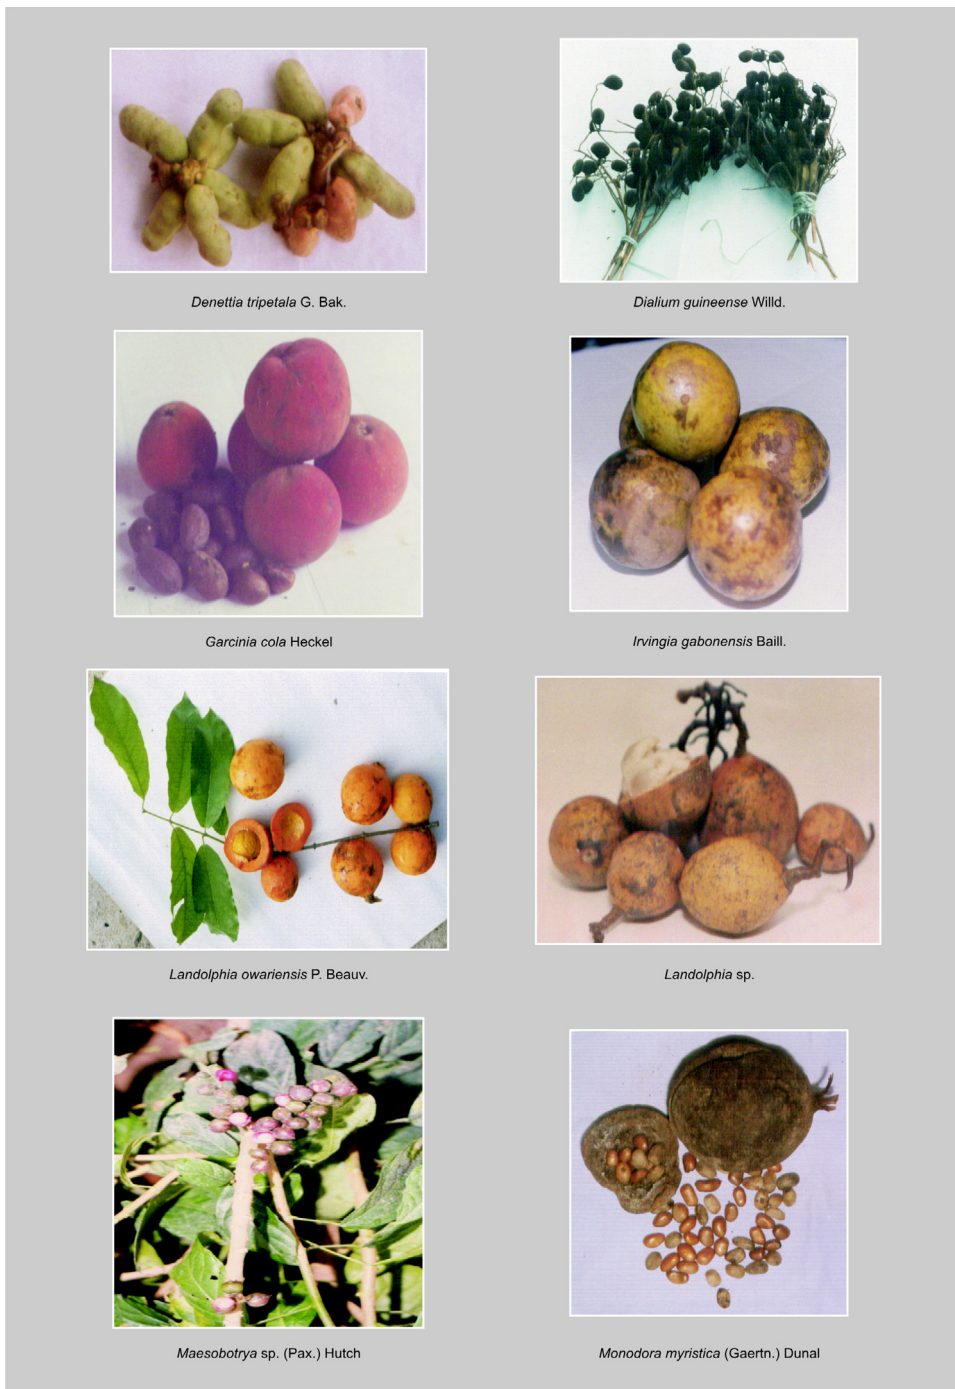 Denettia tripetala G. Bak.
Dialium guineense Willd.
Garcinia cola Heckel
Irvingia gabonensis Baill.
Landolphia owariensis P. Beauv.
Landolphia sp.
Maesobotrya sp. (Pax.) Hutch
Monodora myristica (Gaertn.) Dunal